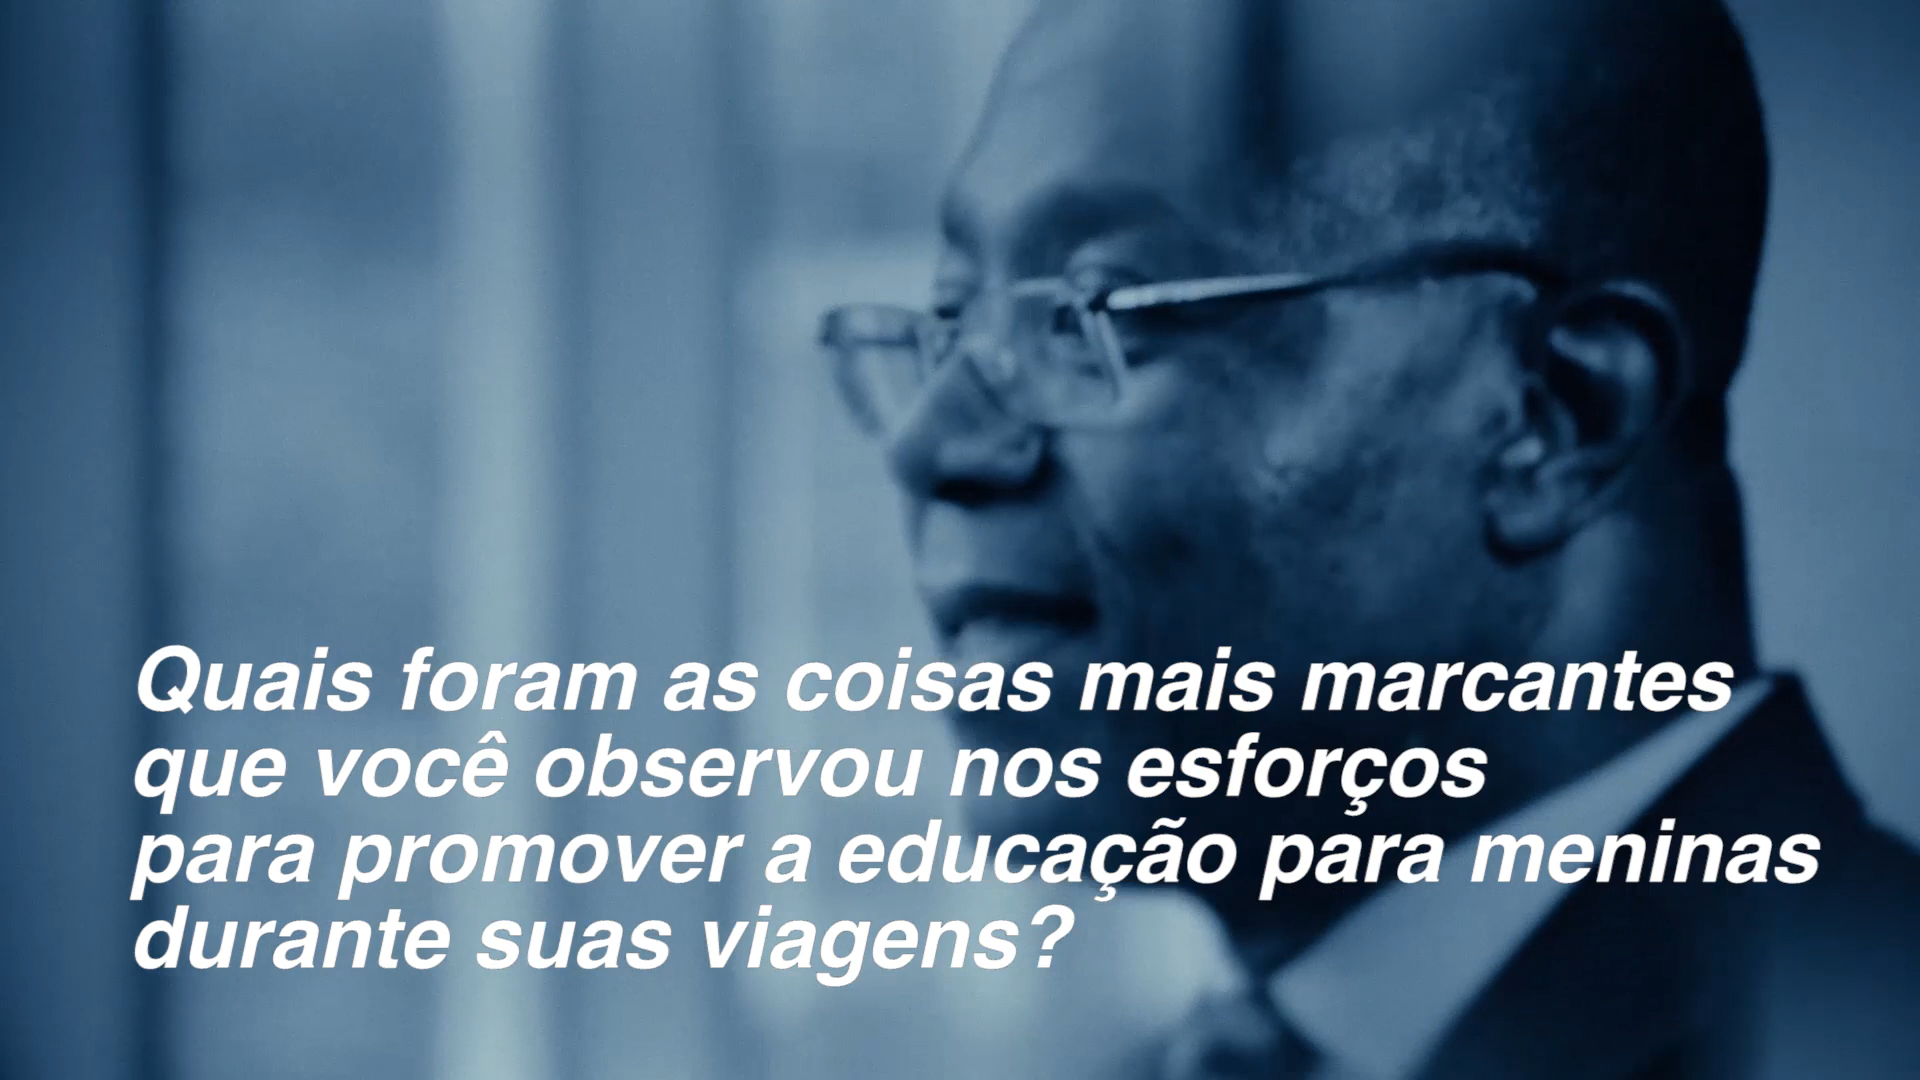 Quais foram as coisas mais marcantes
que você observou nos esforços
para promover a educação para meninas
durante suas viagens?